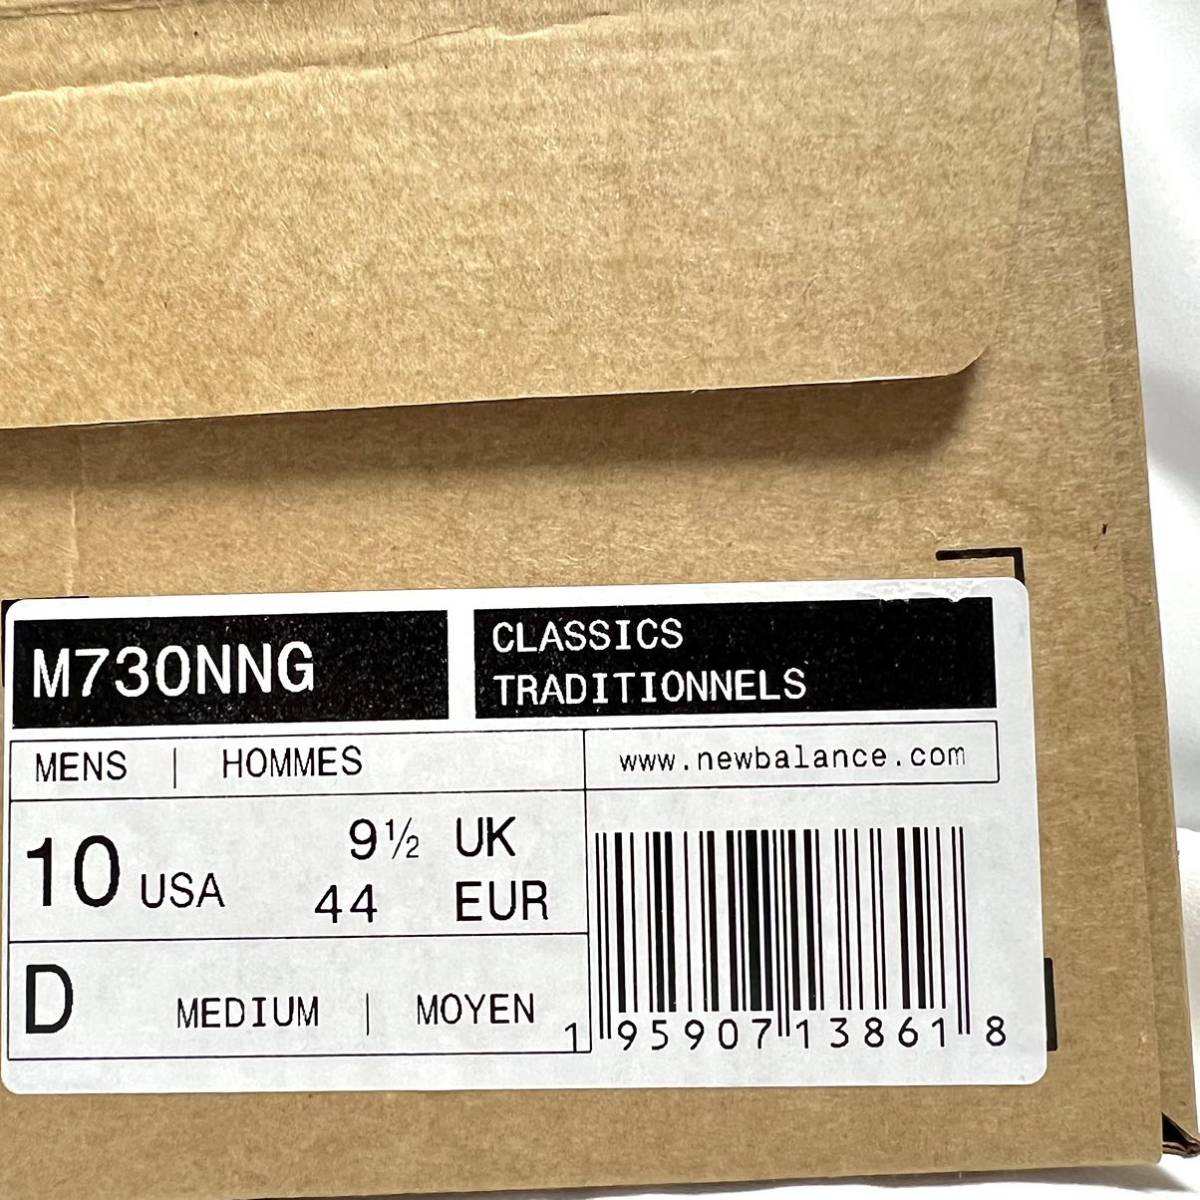 M730NNG
CLASSICS
TRADITIONNELS
MENS | HOMMES
www.newbalance.com
10 USA
9½ UK
44 EUR
D MEDIUM | MOYEN
1 95907 13861 8